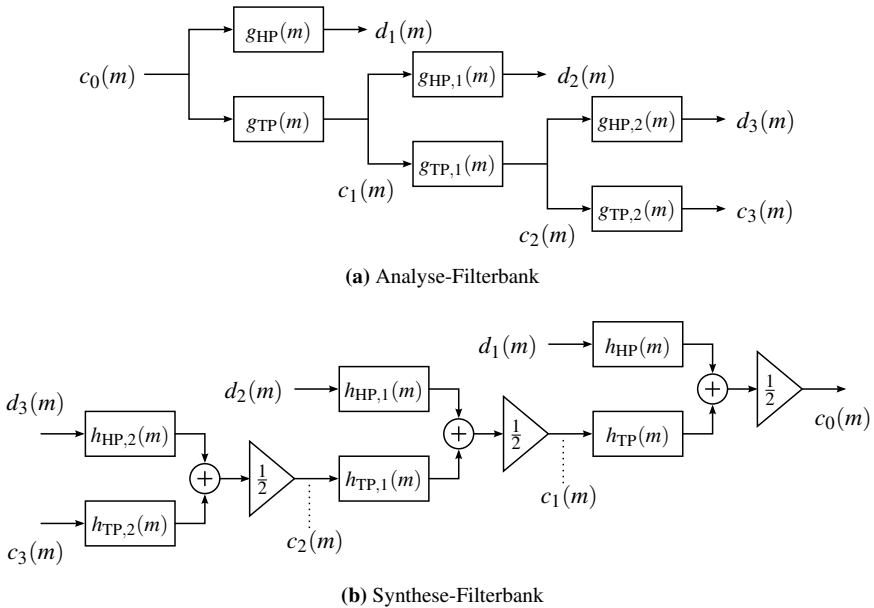 g_HP(m)
d_1(m)
c_0(m)
g_HP,1(m)
d_2(m)
g_TP(m)
g_HP,2(m)
d_3(m)
c_1(m)
g_TP,1(m)
c_2(m)
g_TP,2(m)
c_3(m)
(a) Analyse-Filterbank
d_1(m)
h_HP(m)
d_2(m)
h_HP,1(m)
+
1/2
c_0(m)
d_3(m)
h_HP,2(m)
+
1/2
h_TP(m)
+
1/2
h_TP,1(m)
c_1(m)
c_3(m)
h_TP,2(m)
c_2(m)
(b) Synthese-Filterbank